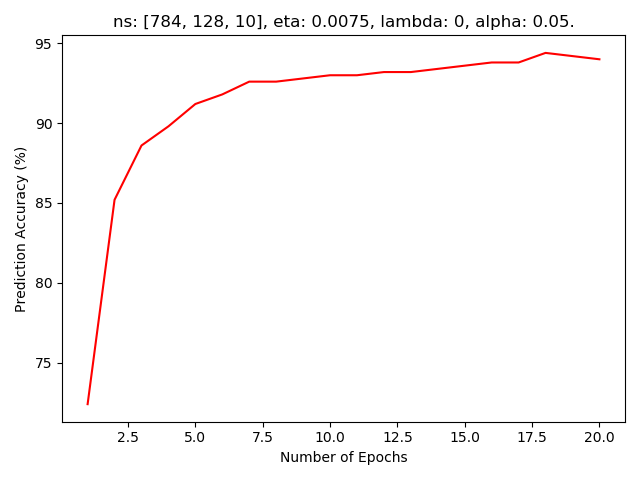 ns: [784, 128, 10], eta: 0.0075, lambda: 0, alpha: 0.05.
95
90
85
80
75
Prediction Accuracy (%)
2.5 5.0 7.5 10.0 12.5 15.0 17.5 20.0
Number of Epochs